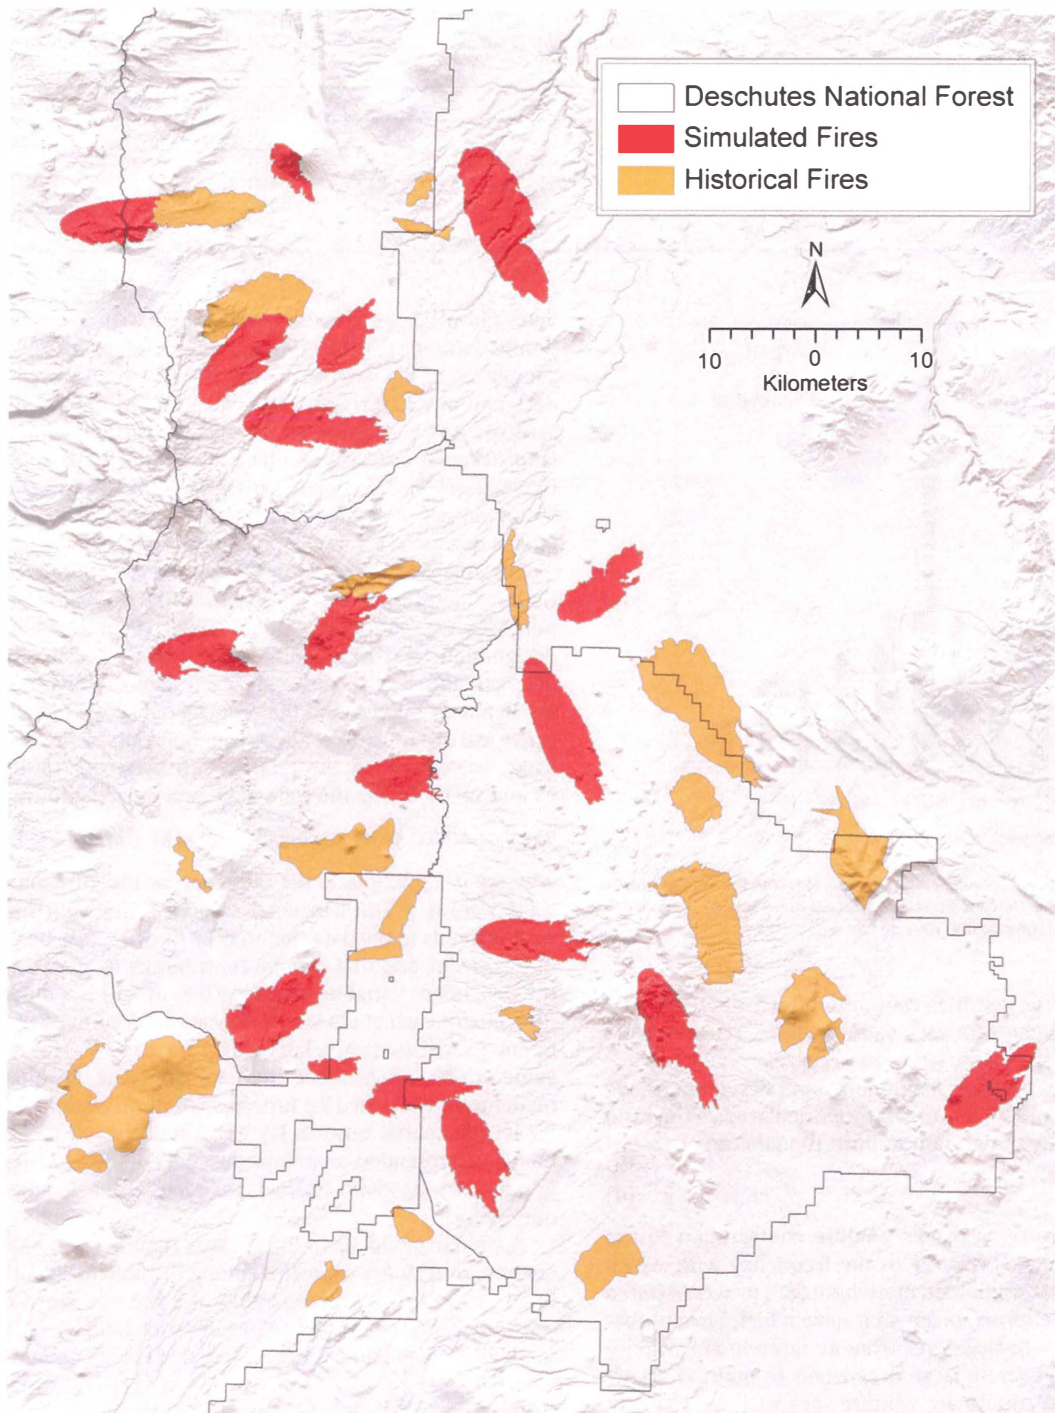 Deschutes National Forest
Simulated Fires
Historical Fires
N
10 0 10
Kilometers